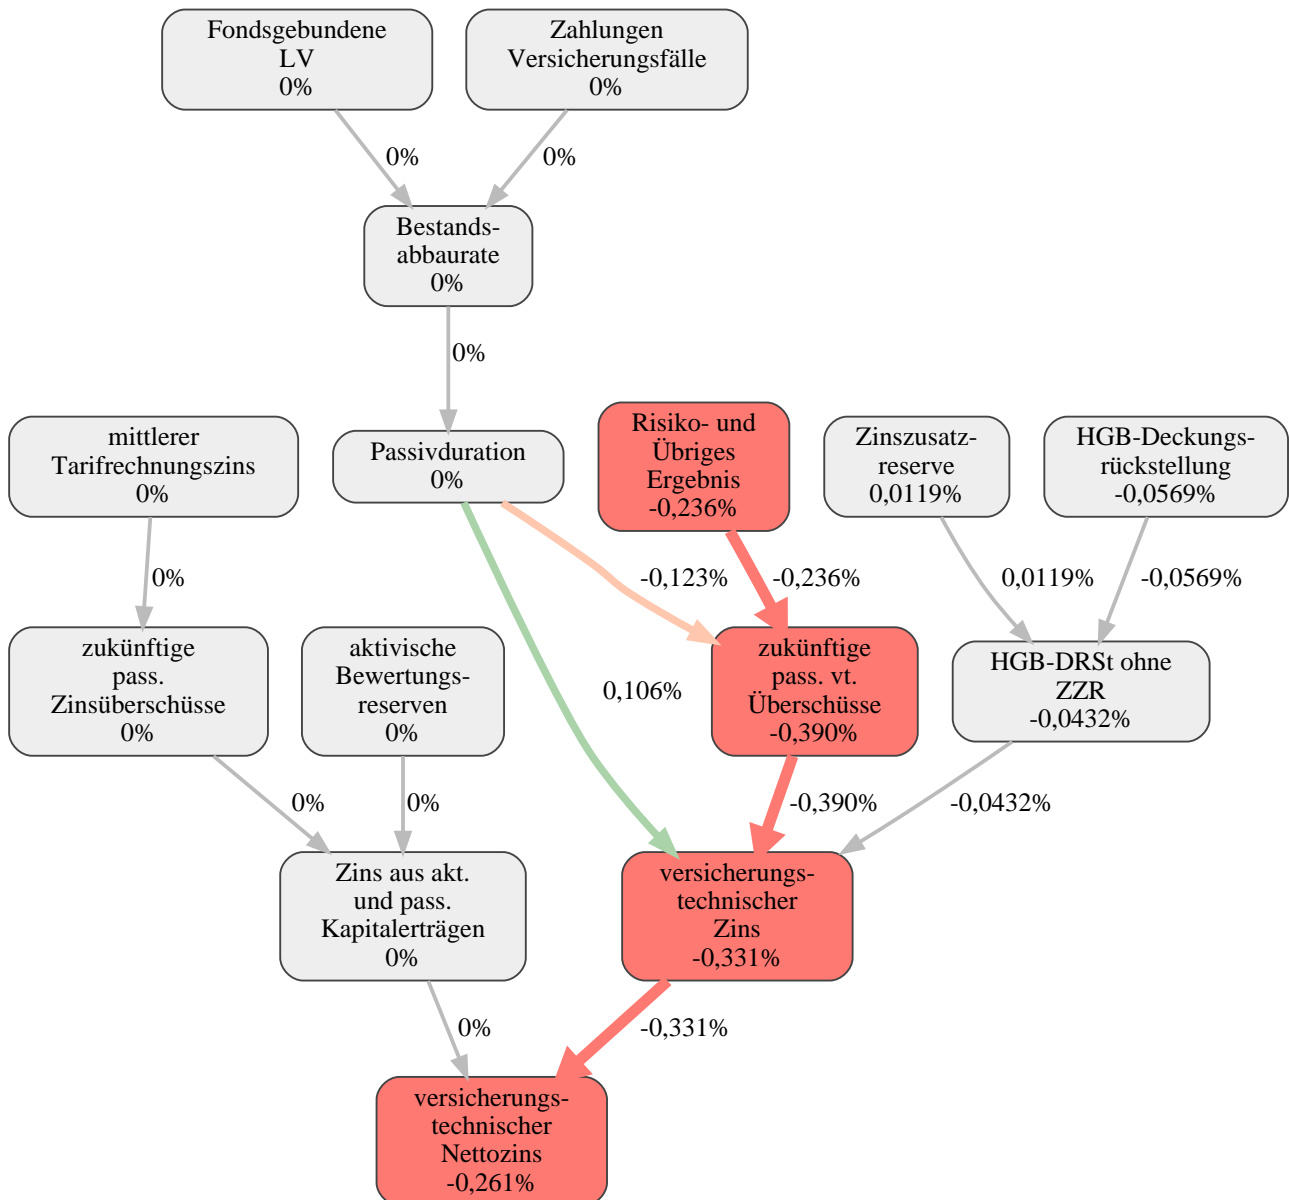 Fondsgebundene
LV
0%
Zahlungen
Versicherungsfälle
0%
0%
0%
Bestands-
abbaurate
0%
0%
mittlerer
Tarifrechnungszins
0%
Passivduration
0%
Risiko- und
Übriges
Ergebnis
-0,236%
Zinszusatz-
reserve
0,0119%
HGB-Deckungs-
rückstellung
-0,0569%
0%
-0,123%
-0,236%
0,0119%
-0,0569%
zukünftige
pass.
Zinsüberschüsse
0%
aktivische
Bewertungs-
reserven
0%
0,106%
zukünftige
pass. vt.
Überschüsse
-0,390%
HGB-DRSt ohne
ZZR
-0,0432%
0%
0%
-0,390%
-0,0432%
Zins aus akt.
und pass.
Kapitalerträgen
0%
versicherungs-
technischer
Zins
-0,331%
0%
-0,331%
versicherungs-
technischer
Nettozins
-0,261%